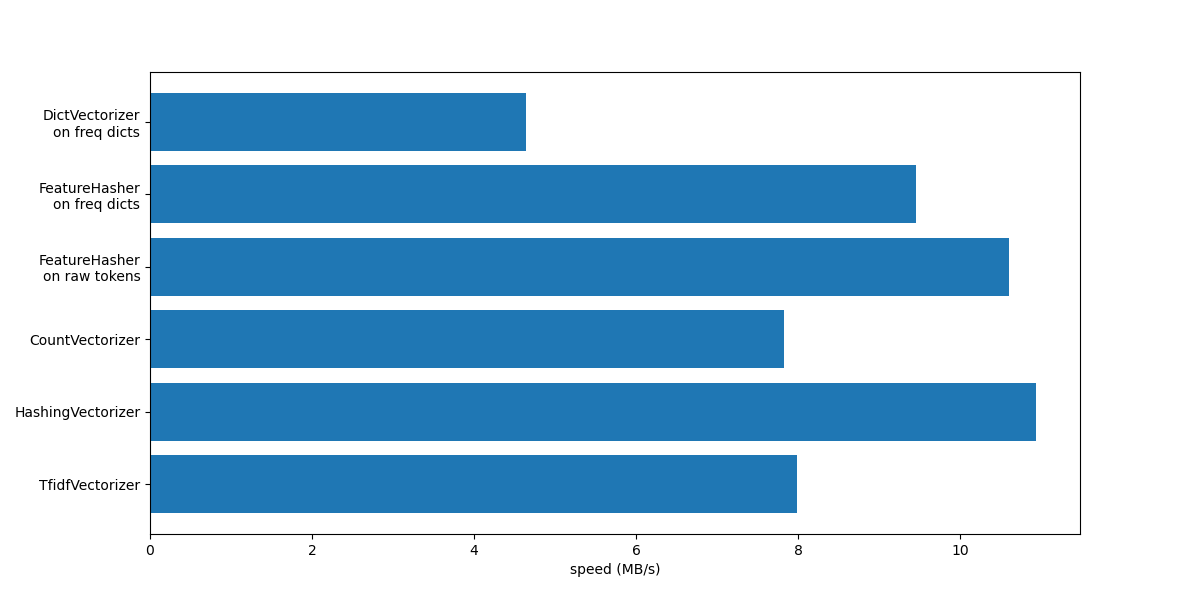 DictVectorizer
on freq dicts
FeatureHasher
on freq dicts
FeatureHasher
on raw tokens
CountVectorizer
HashingVectorizer
TfidfVectorizer
0 2 4 6 8 10
speed (MB/s)